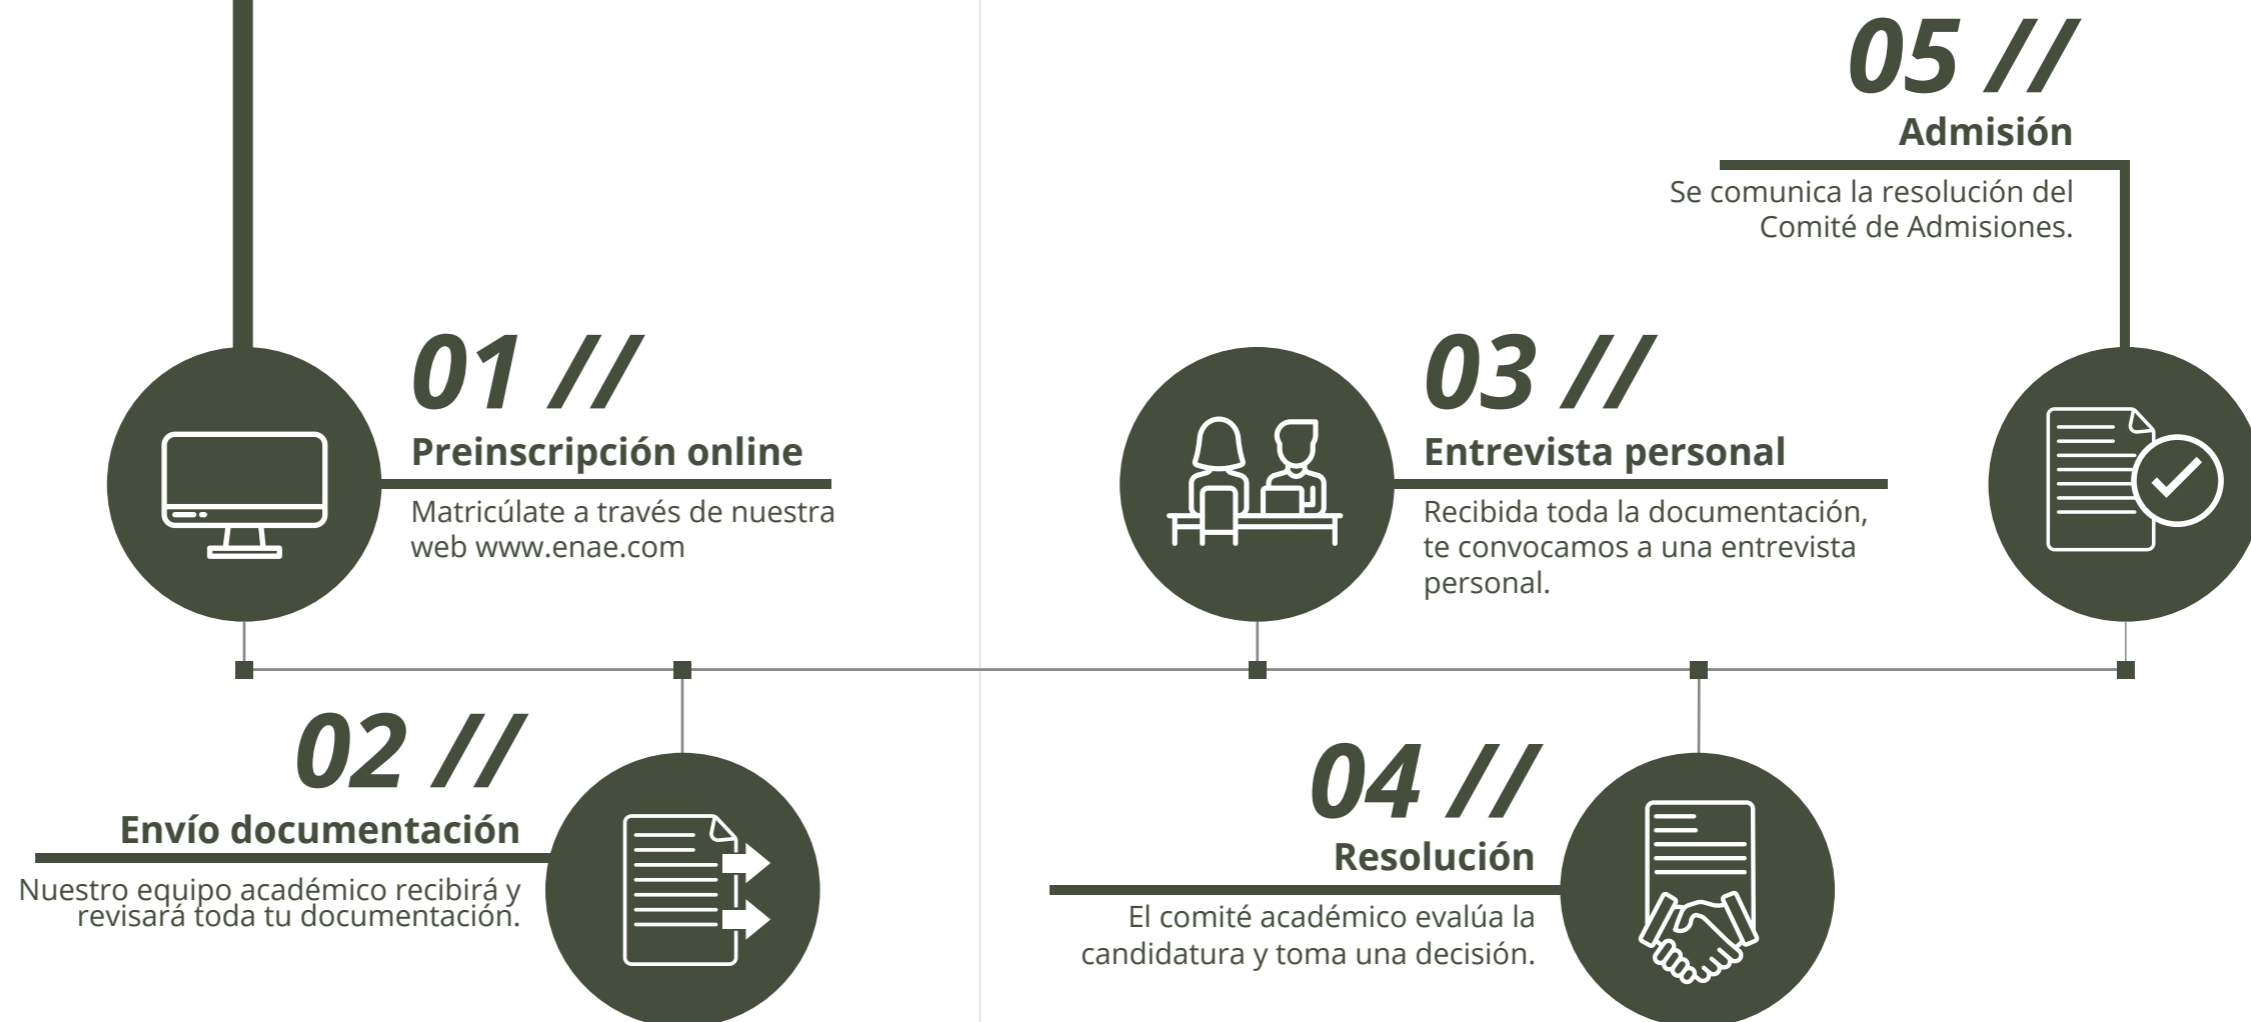 01 //
Preinscripción online
Matricúlate a través de nuestra
web www.enae.com
02 //
Envío documentación
Nuestro equipo académico recibirá y
revisará toda tu documentación.
03 //
Entrevista personal
Recibida toda la documentación,
te convocamos a una entrevista
personal.
04 //
Resolución
El comité académico evalúa la
candidatura y toma una decisión.
05 //
Admisión
Se comunica la resolución del
Comité de Admisiones.